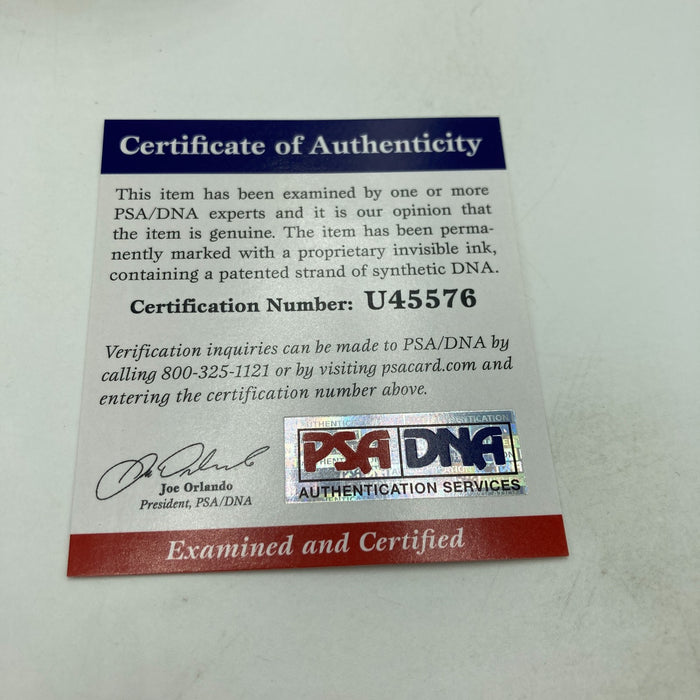 Certificate of Authenticity
This item has been examined by one or more
PSA/DNA experts and it is our opinion that
the item is genuine. The item has been perma-
nently marked with a proprietary invisible ink,
containing a patented strand of synthetic DNA.
Certification Number: U45576
Verification inquiries can be made to PSA/DNA by
calling 800-325-1121 or by visiting psacard.com and
entering the certification number above.
Joe Orlando
President, PSA/DNA
PSA DNA
AUTHENTICATION SERVICES
Examined and Certified